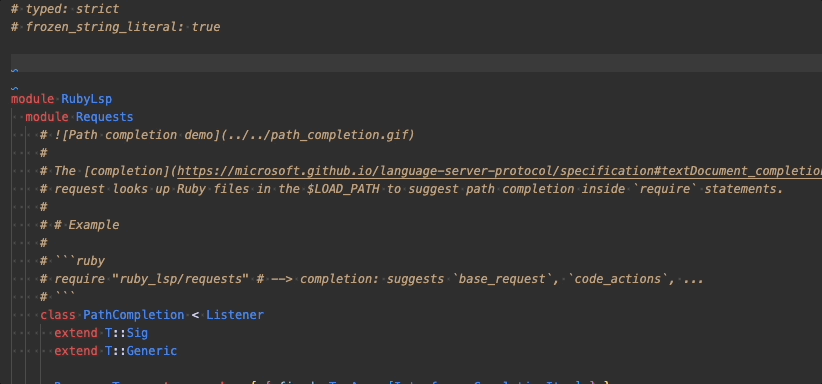 # typed: strict
# frozen_string_literal: true
module RubyLsp
module Requests
# ![Path completion demo](../../path_completion.gif)
#
# The [completion](https://microsoft.github.io/language-server-protocol/specification#textDocument_completio
# request looks up Ruby files in the $LOAD_PATH to suggest path completion inside `require` statements.
#
# # Example
#
# ```ruby
# require "ruby_lsp/requests" # --> completion: suggests `base_request`, `code_actions`, ...
# ```
class PathCompletion < Listener
extend T::Sig
extend T::Generic